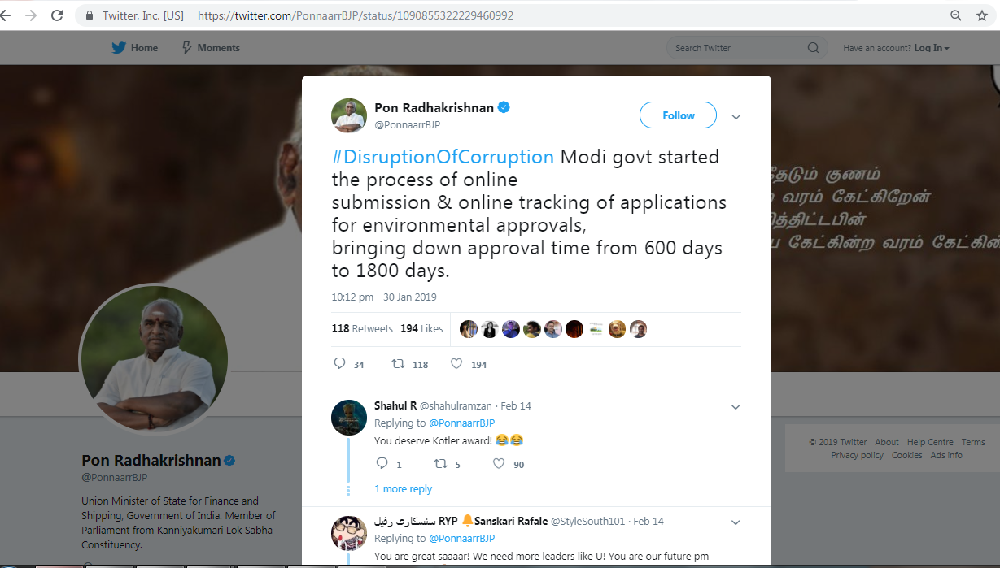 Twitter, Inc. [US] | https://twitter.com/PonnaarrBJP/status/1090855322229460992
Home Moments Search Twitter Have an account? Log In
Pon Radhakrishnan
@PonnaarrBJP
Follow
#DisruptionOfCorruption Modi govt started
the process of online
submission & online tracking of applications
for environmental approvals,
bringing down approval time from 600 days
to 1800 days.
10:12 pm - 30 Jan 2019
118 Retweets 194 Likes
34 118 194
Shahul R @shahulramzan · Feb 14
Replying to @PonnaarrBJP
You deserve Kotler award! 😂😂
1 5 90
1 more reply
سنسکاری رفیل RYP 🔔Sanskari Rafale @StyleSouth101 · Feb 14
Replying to @PonnaarrBJP
You are great saaaar! We need more leaders like U! You are our future pm
தேடும் குணம்
வரம் கேட்கிறேன்
கேட்கின்ற வரம்
Pon Radhakrishnan
@PonnaarrBJP
Union Minister of State for Finance and
Shipping, Government of India. Member of
Parliament from Kanniyakumari Lok Sabha
Constituency.
© 2019 Twitter About Help Centre Terms
Privacy policy Cookies Ads info